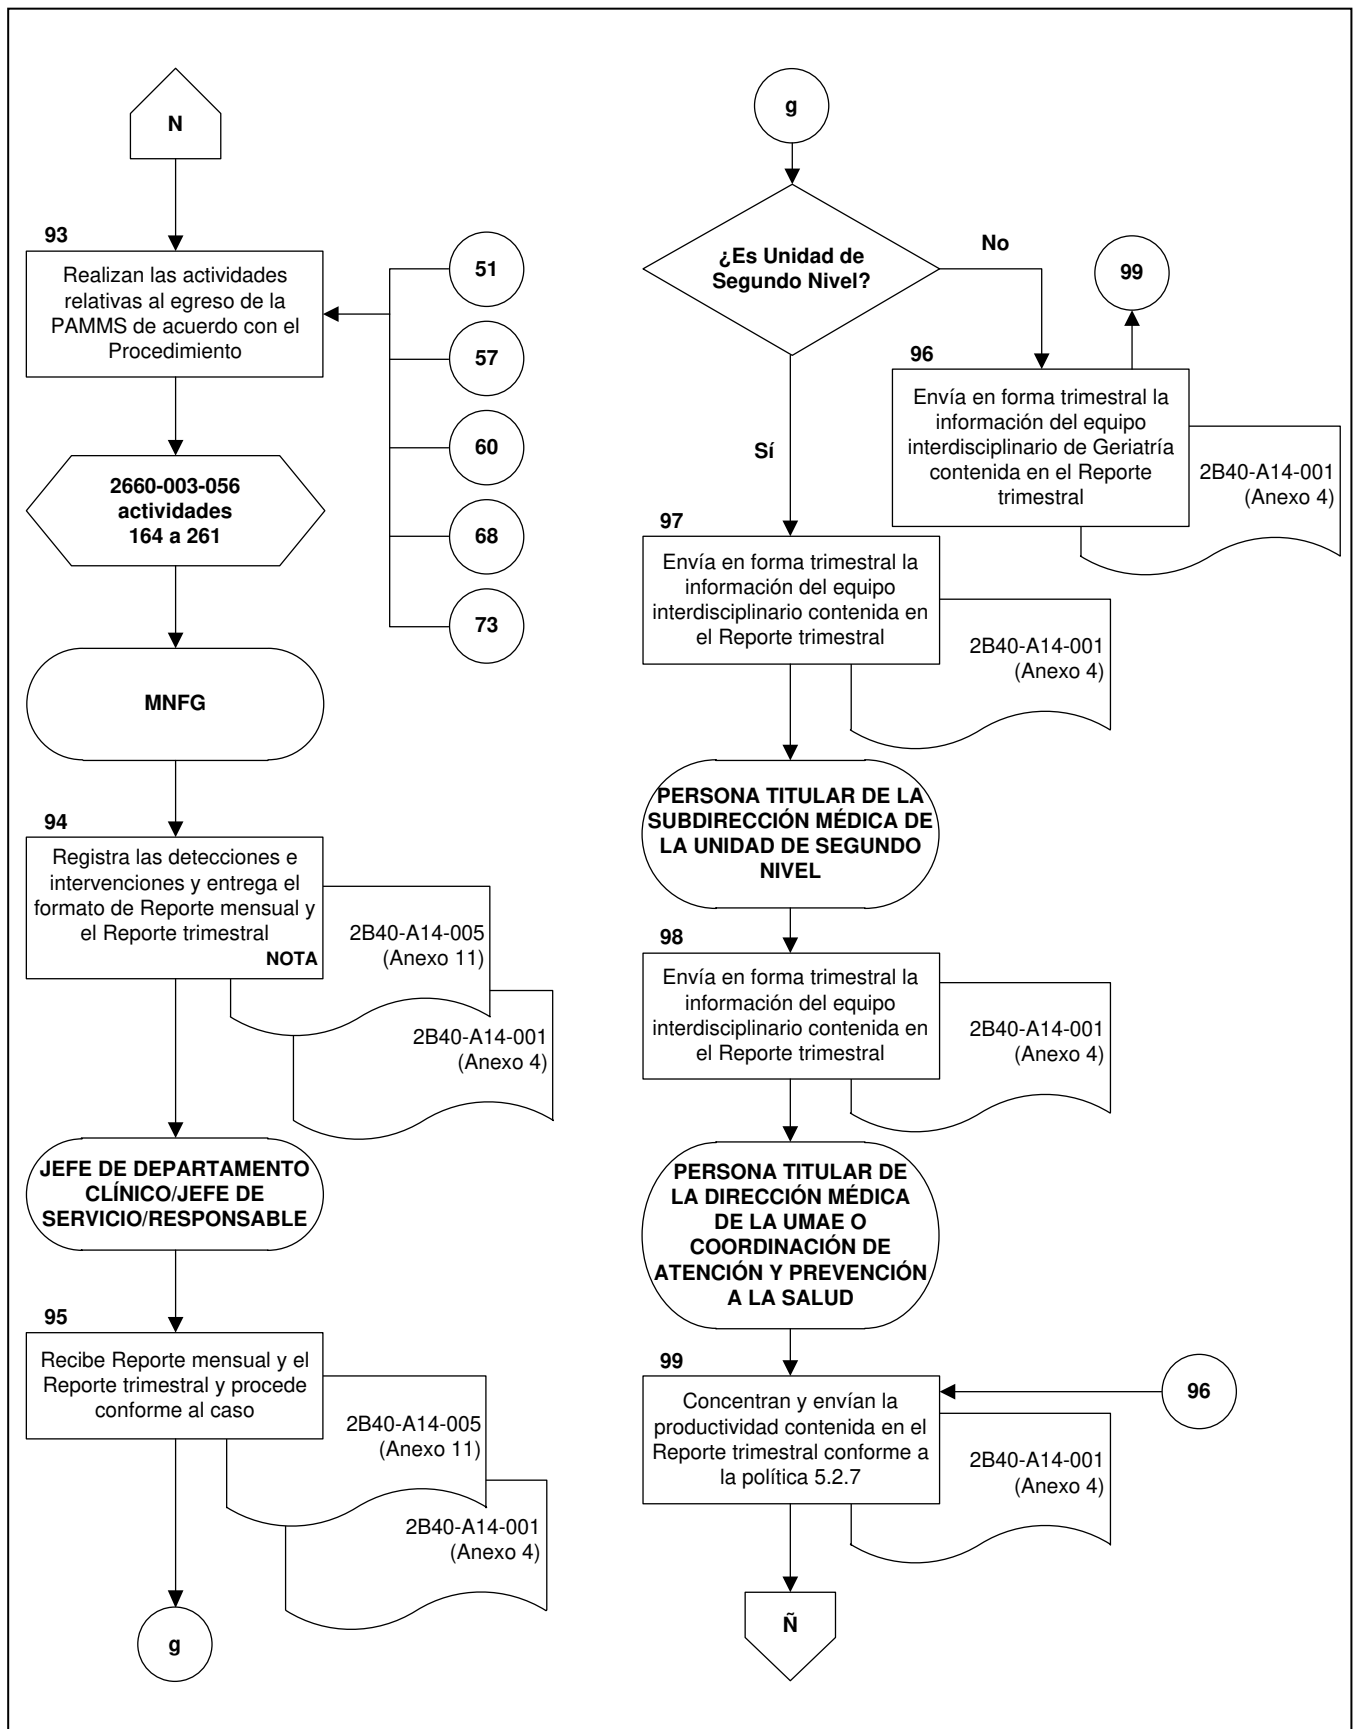 N
93
Realizan las actividades
relativas al egreso de la
PAMMS de acuerdo con el
Procedimiento
51
57
60
68
73
2660-003-056
actividades
164 a 261
MNFG
94
Registra las detecciones e
intervenciones y entrega el
formato de Reporte mensual y
el Reporte trimestral
NOTA
2B40-A14-005
(Anexo 11)
2B40-A14-001
(Anexo 4)
JEFE DE DEPARTAMENTO
CLÍNICO/JEFE DE
SERVICIO/RESPONSABLE
95
Recibe Reporte mensual y el
Reporte trimestral y procede
conforme al caso
2B40-A14-005
(Anexo 11)
2B40-A14-001
(Anexo 4)
g
g
¿Es Unidad de
Segundo Nivel?
No
99
96
Envía en forma trimestral la
información del equipo
interdisciplinario de Geriatría
contenida en el Reporte
trimestral
2B40-A14-001
(Anexo 4)
Sí
97
Envía en forma trimestral la
información del equipo
interdisciplinario contenida en
el Reporte trimestral
2B40-A14-001
(Anexo 4)
PERSONA TITULAR DE LA
SUBDIRECCIÓN MÉDICA DE
LA UNIDAD DE SEGUNDO
NIVEL
98
Envía en forma trimestral la
información del equipo
interdisciplinario contenida en
el Reporte trimestral
2B40-A14-001
(Anexo 4)
PERSONA TITULAR DE
LA DIRECCIÓN MÉDICA
DE LA UMAE O
COORDINACIÓN DE
ATENCIÓN Y PREVENCIÓN
A LA SALUD
99
Concentran y envían la
productividad contenida en el
Reporte trimestral conforme a
la política 5.2.7
96
2B40-A14-001
(Anexo 4)
Ñ